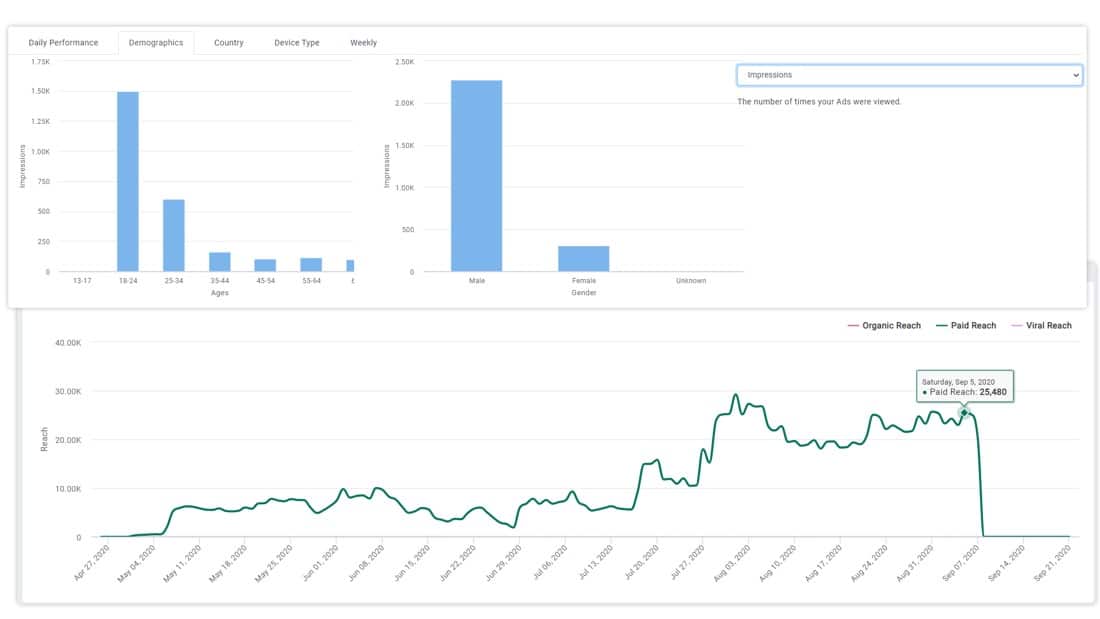 Daily Performance Demographics Country Device Type Weekly
1.75K
1.50K
1.25K
1.00K
750
500
250
0
Impressions
13-17 18-24 25-34 35-44 45-54 55-64
Ages
2.50K
2.00K
1.50K
1.00K
500
0
Impressions
Male Female Unknown
Gender
Impressions
The number of times your Ads were viewed.
Organic Reach Paid Reach Viral Reach
40.00K
30.00K
20.00K
10.00K
0
Reach
Saturday, Sep 5, 2020
Paid Reach: 25,480
Apr 27, 2020 May 04, 2020 May 11, 2020 May 18, 2020 May 25, 2020 Jun 01, 2020 Jun 08, 2020 Jun 15, 2020 Jun 22, 2020 Jun 29, 2020 Jul 06, 2020 Jul 13, 2020 Jul 20, 2020 Jul 27, 2020 Aug 03, 2020 Aug 10, 2020 Aug 17, 2020 Aug 24, 2020 Aug 31, 2020 Sep 07, 2020 Sep 14, 2020 Sep 21, 2020